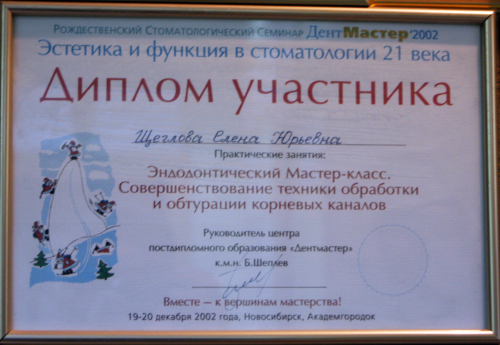 Рождественский Стоматологический Семинар ДентМастер'2002
Эстетика и функция в стоматологии 21 века
Диплом участника
Щеглова Елена Юрьевна
Практические занятия:
Эндодонтический Мастер-класс.
Совершенствование техники обработки
и обтурации корневых каналов
Руководитель центра
постдипломного образования «Дентмастер»
к.м.н. Б.Шеплев
Вместе – к вершинам мастерства!
19-20 декабря 2002 года, Новосибирск, Академгородок